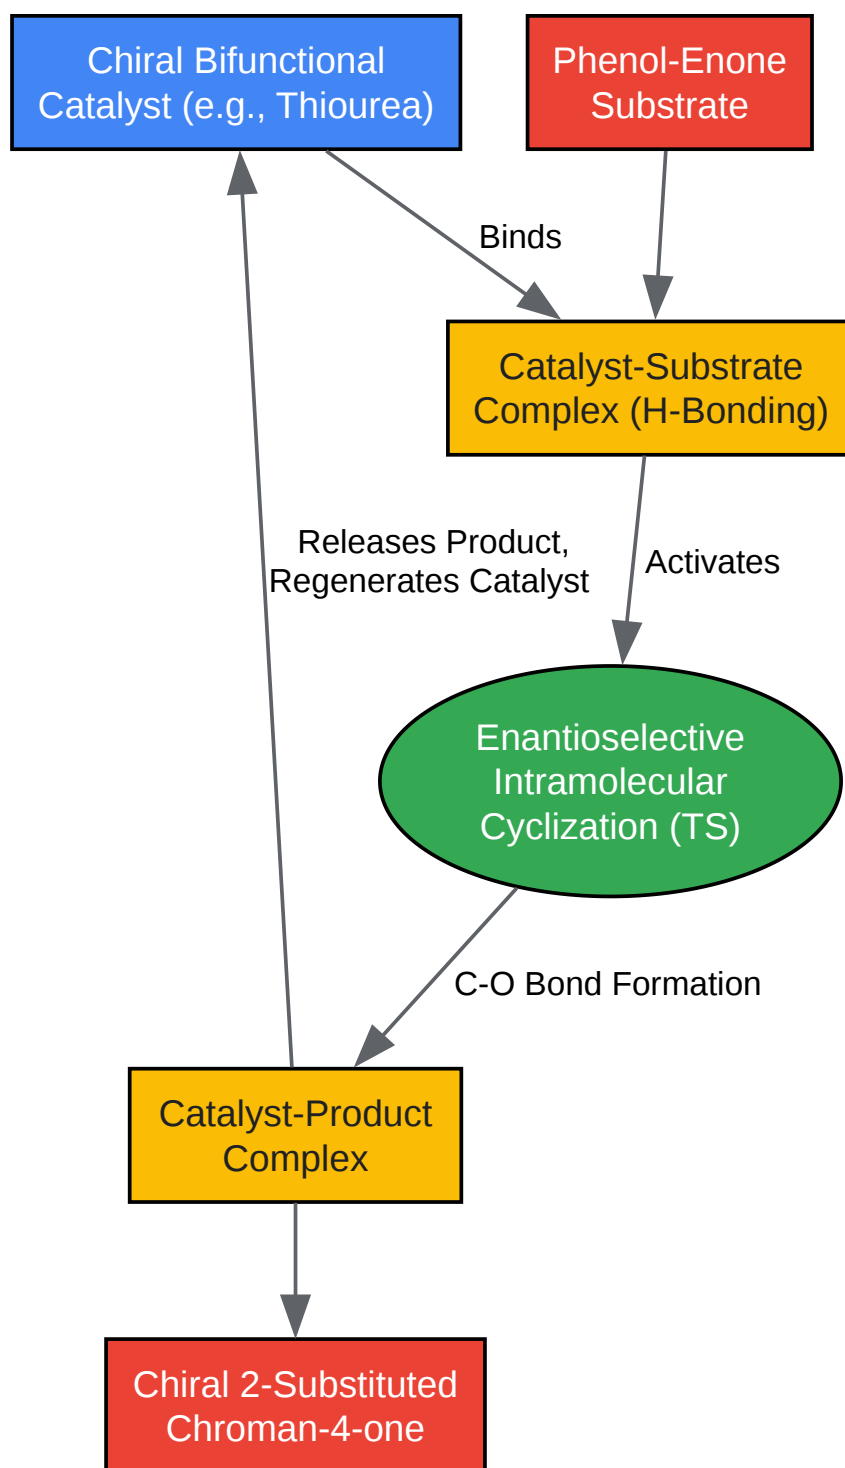 Chiral Bifunctional
Catalyst (e.g., Thiourea)
Phenol-Enone
Substrate
Binds
Catalyst-Substrate
Complex (H-Bonding)
Releases Product,
Regenerates Catalyst
Activates
Enantioselective
Intramolecular
Cyclization (TS)
C-O Bond Formation
Catalyst-Product
Complex
Chiral 2-Substituted
Chroman-4-one